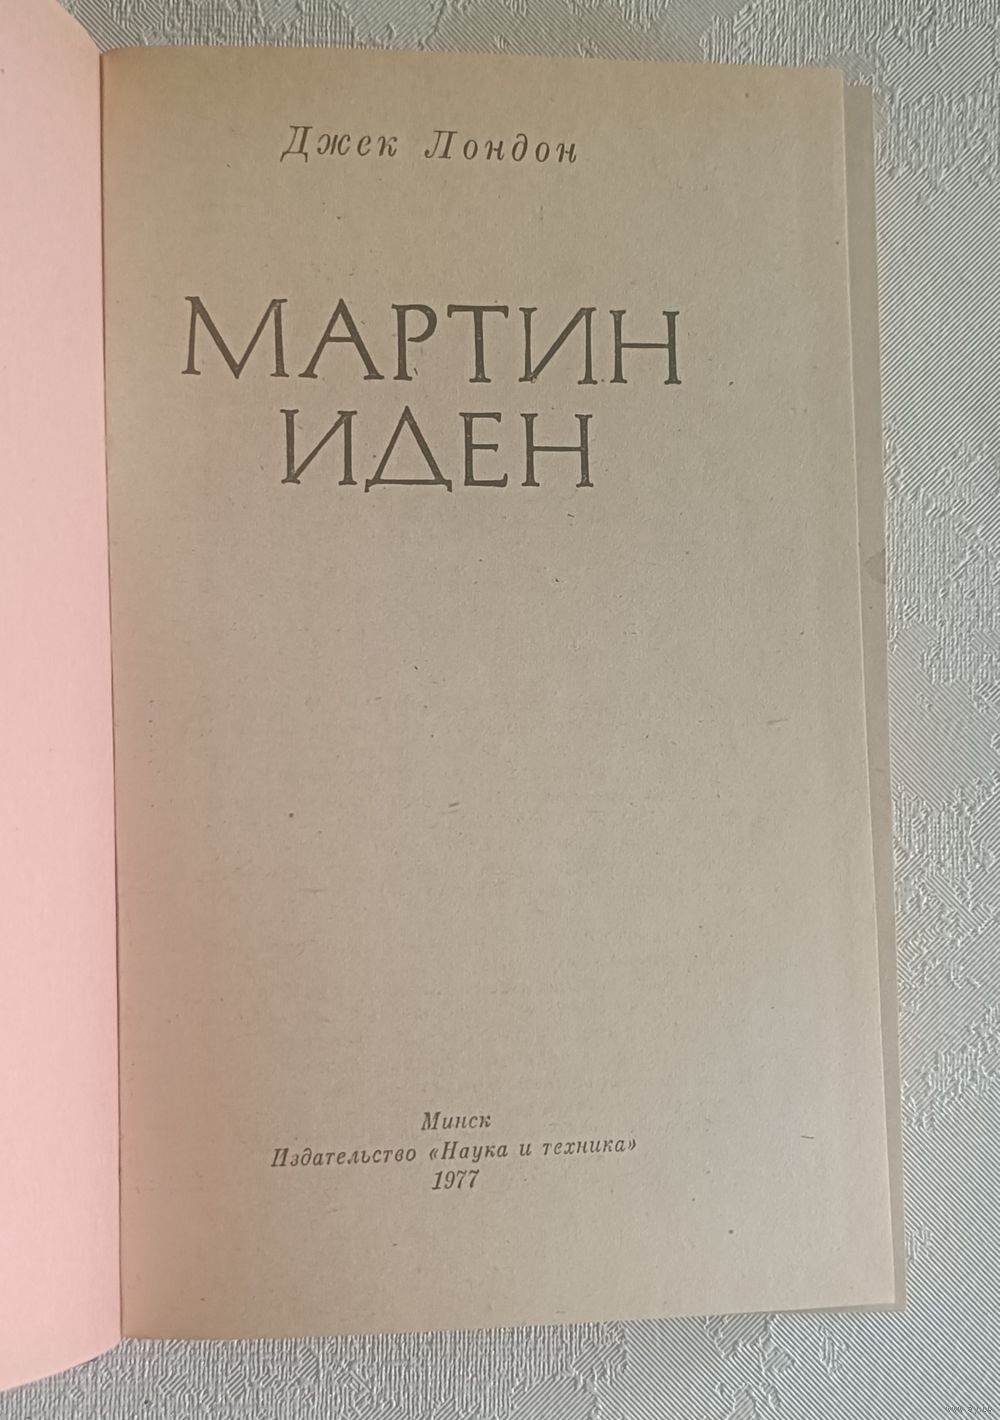 Джек Лондон
МАРТИН
ИДЕН
Минск
Издательство «Наука и техника»
1977